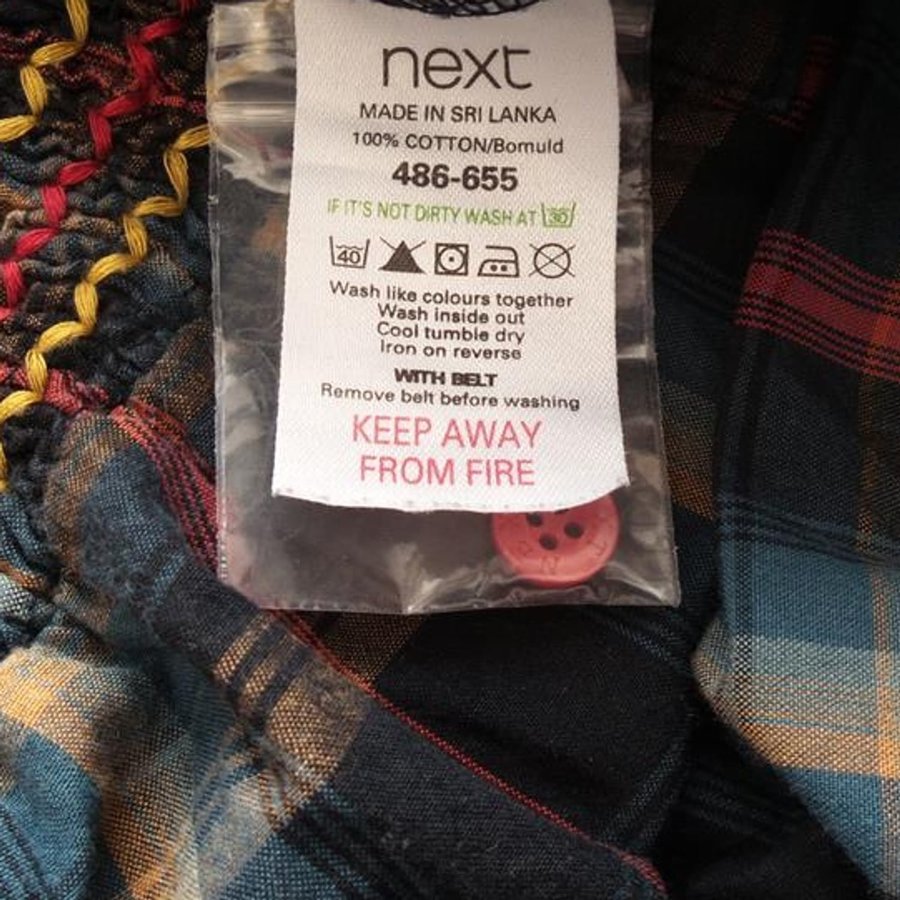 next
MADE IN SRI LANKA
100% COTTON/Bomuld
486-655
IF IT'S NOT DIRTY WASH AT 30
40
Wash like colours together
Wash inside out
Cool tumble dry
Iron on reverse
WITH BELT
Remove belt before washing
KEEP AWAY
FROM FIRE